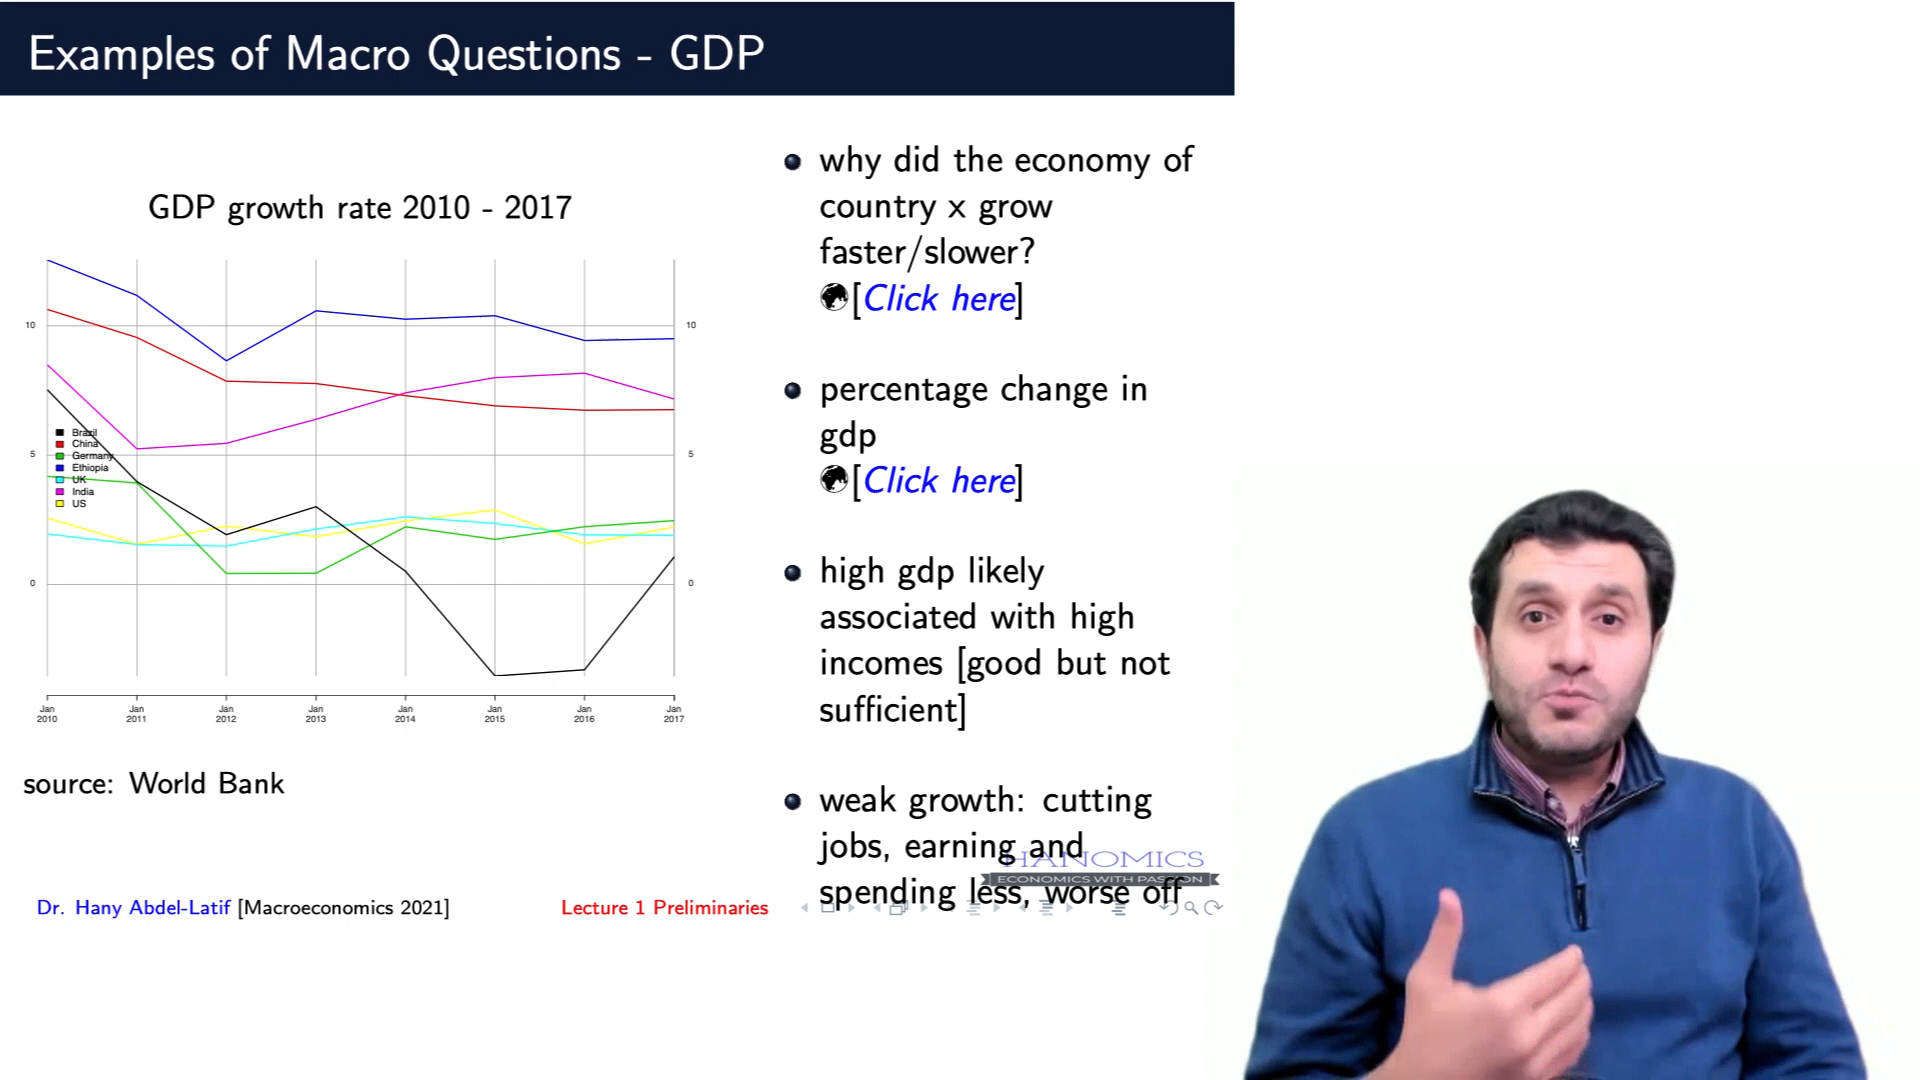 Examples of Macro Questions - GDP
GDP growth rate 2010 - 2017
10
10
5
5
0
0
Brazil
China
Germany
Ethiopia
UK
India
US
Jan
2010
Jan
2011
Jan
2012
Jan
2013
Jan
2014
Jan
2015
Jan
2016
Jan
2017
source: World Bank
why did the economy of
country x grow
faster/slower?
[Click here]
percentage change in
gdp
[Click here]
high gdp likely
associated with high
incomes [good but not
sufficient]
weak growth: cutting
jobs, earning and
spending less, worse off
HANOMICS
ECONOMICS WITH PASSION
Dr. Hany Abdel-Latif [Macroeconomics 2021]
Lecture 1 Preliminaries